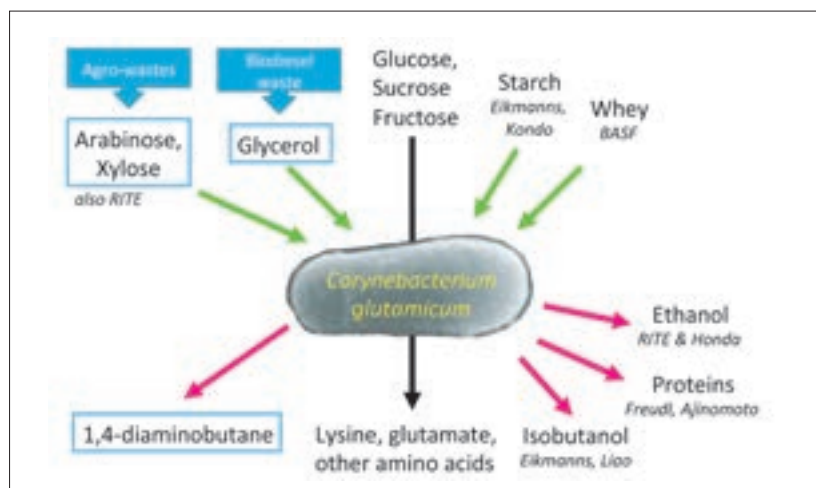 Agro-wastes
Biodiesel
waste
Glucose,
Sucrose
Fructose
Starch
Eikmanns,
Kondo
Whey
BASF
Arabinose,
Xylose
also RITE
Glycerol
Corynebacterium
glutamicum
Ethanol
RITE & Honda
Proteins
Freudl, Ajinomoto
Isobutanol
Eikmanns, Liao
1,4-diaminobutane
Lysine, glutamate,
other amino acids